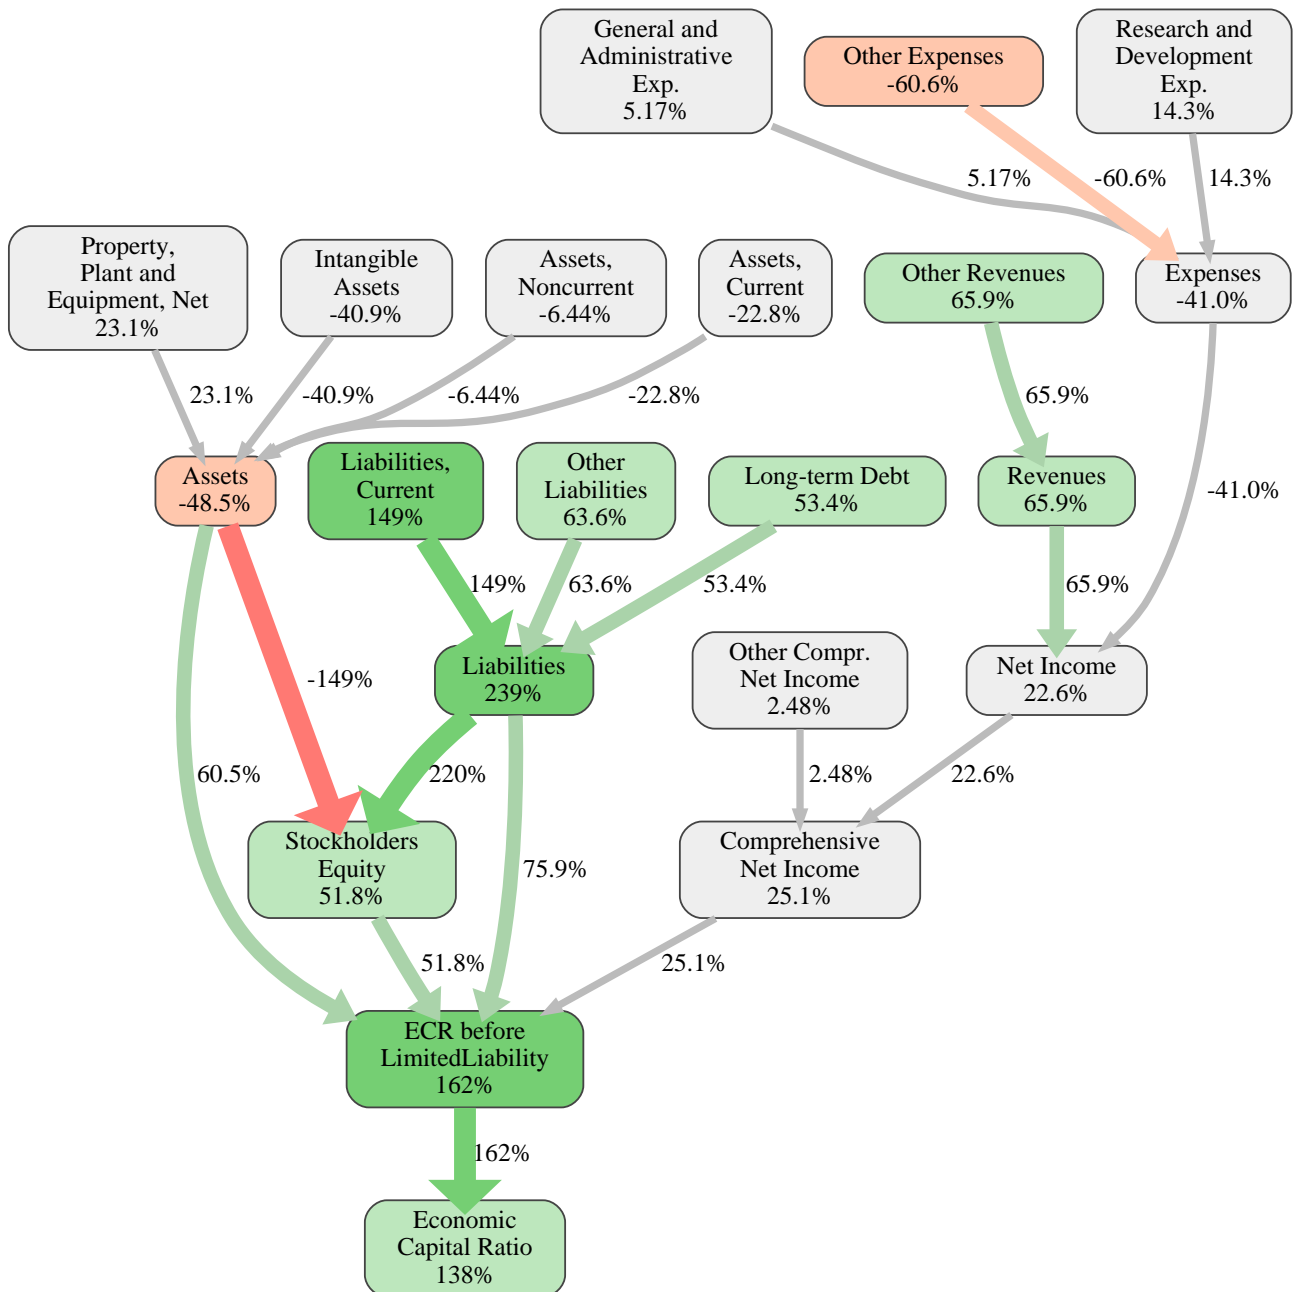 General and
Administrative
Exp.
5.17%
Other Expenses
-60.6%
Research and
Development
Exp.
14.3%
5.17%
-60.6%
14.3%
Property,
Plant and
Equipment, Net
23.1%
Intangible
Assets
-40.9%
Assets,
Noncurrent
-6.44%
Assets,
Current
-22.8%
Other Revenues
65.9%
Expenses
-41.0%
23.1%
-40.9%
-6.44%
-22.8%
65.9%
Assets
-48.5%
Liabilities,
Current
149%
Other
Liabilities
63.6%
Long-term Debt
53.4%
Revenues
65.9%
-41.0%
149%
63.6%
53.4%
65.9%
-149%
Liabilities
239%
Other Compr.
Net Income
2.48%
Net Income
22.6%
60.5%
220%
2.48%
22.6%
Stockholders
Equity
51.8%
75.9%
Comprehensive
Net Income
25.1%
51.8%
25.1%
ECR before
LimitedLiability
162%
162%
Economic
Capital Ratio
138%